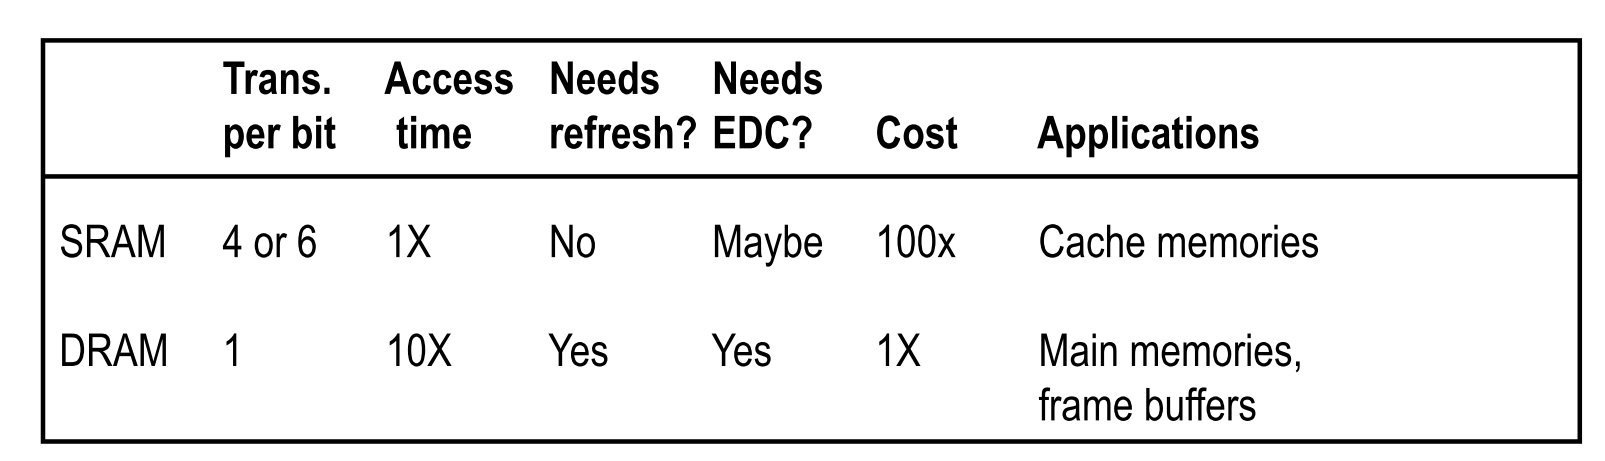 Trans. Access Needs Needs
per bit time refresh? EDC? Cost Applications
SRAM 4 or 6 1X No Maybe 100x Cache memories
DRAM 1 10X Yes Yes 1X Main memories,
frame buffers